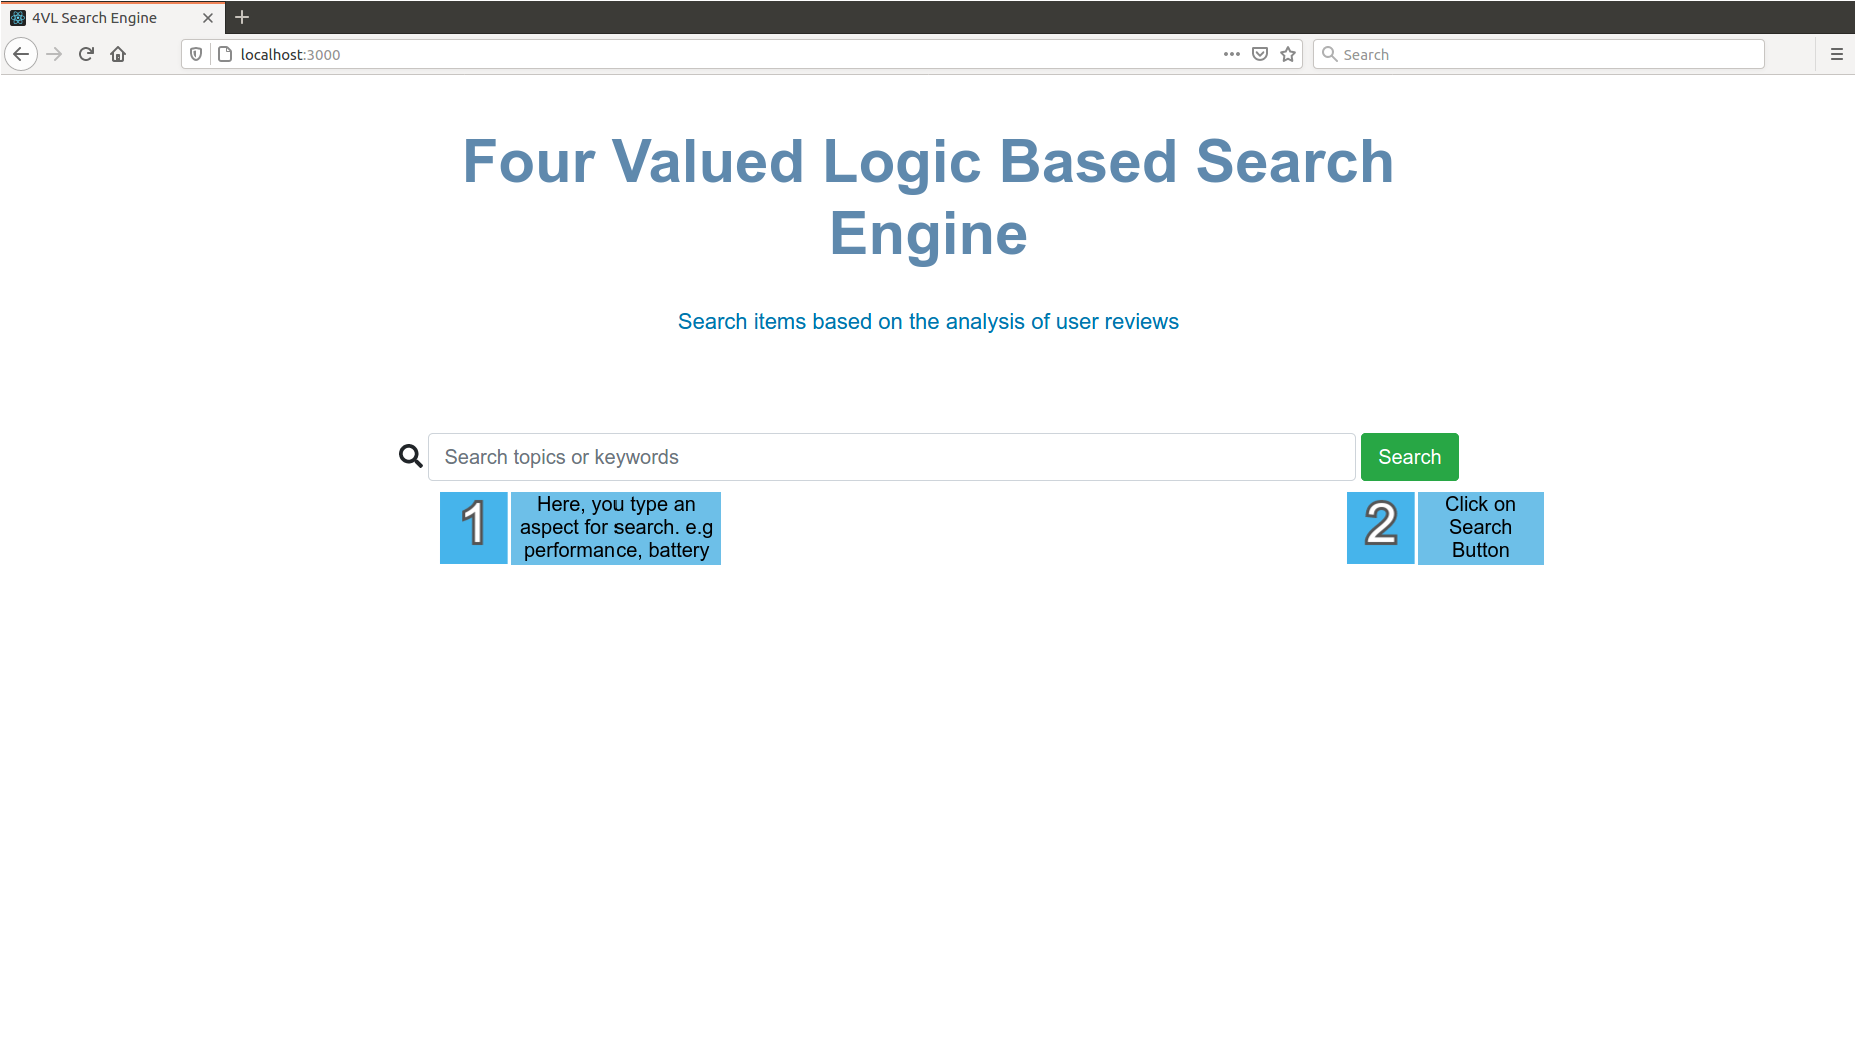 4VL Search Engine
localhost:3000
Search
Four Valued Logic Based Search
Engine
Search items based on the analysis of user reviews
Search topics or keywords
Search
1
Here, you type an
aspect for search. e.g
performance, battery
2
Click on
Search
Button